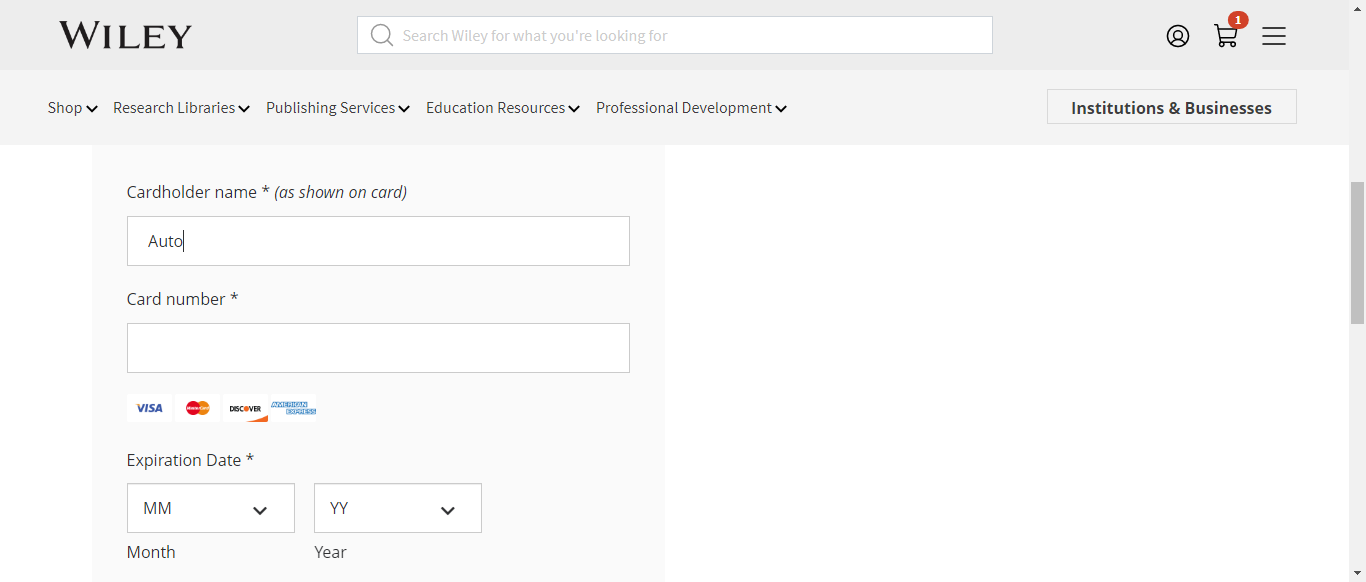 WILEY
Search Wiley for what you're looking for
1
Shop Research Libraries Publishing Services Education Resources Professional Development Institutions & Businesses
Cardholder name * (as shown on card)
Auto
Card number *
VISA MasterCard DISCOVER AMERICAN EXPRESS
Expiration Date *
MM YY
Month Year